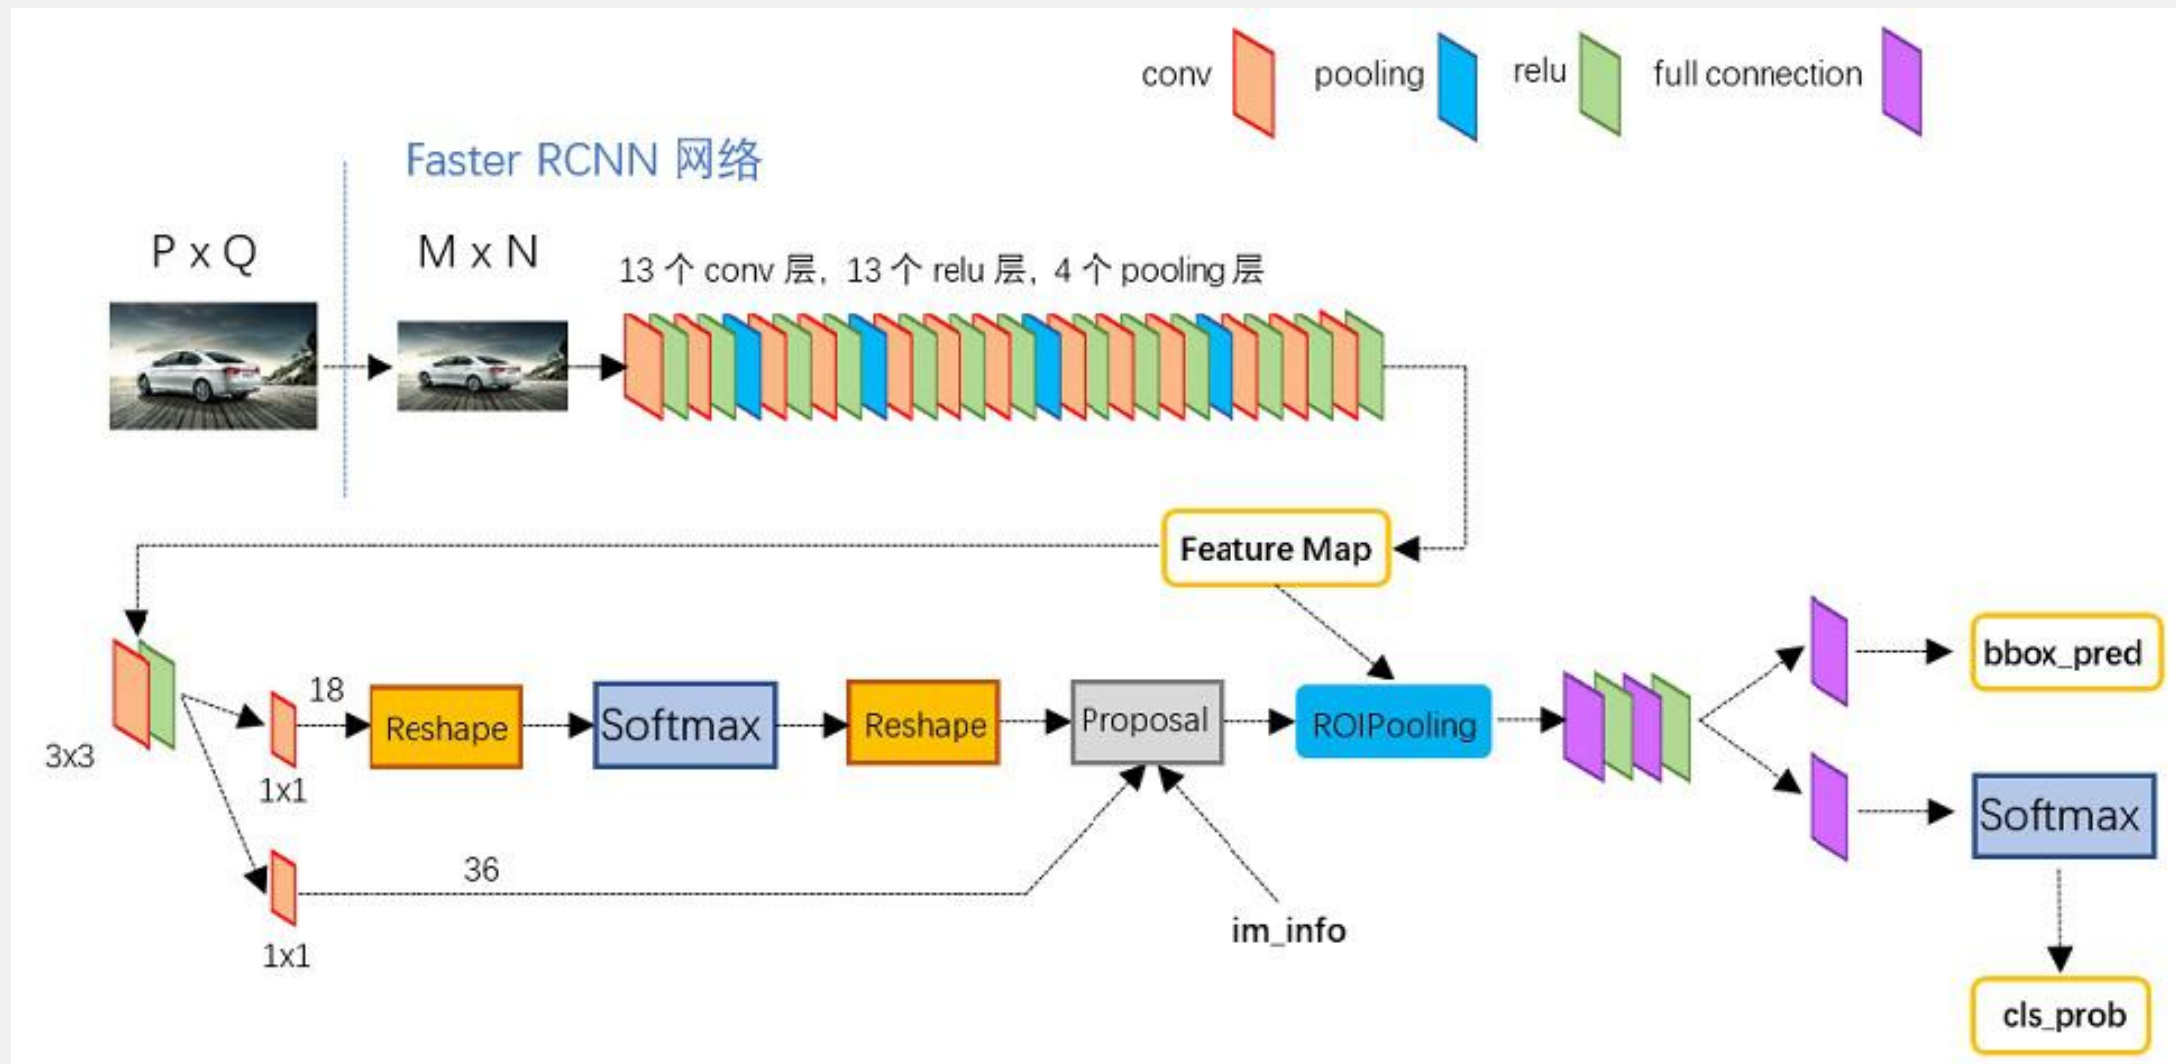 conv pooling relu full connection
Faster RCNN 网络
P x Q
M x N
13 个 conv 层, 13 个 relu 层, 4 个 pooling 层
Feature Map
3x3
18
1x1
Reshape
Softmax
Reshape
Proposal
ROIPooling
bbox_pred
Softmax
36
1x1
im_info
cls_prob